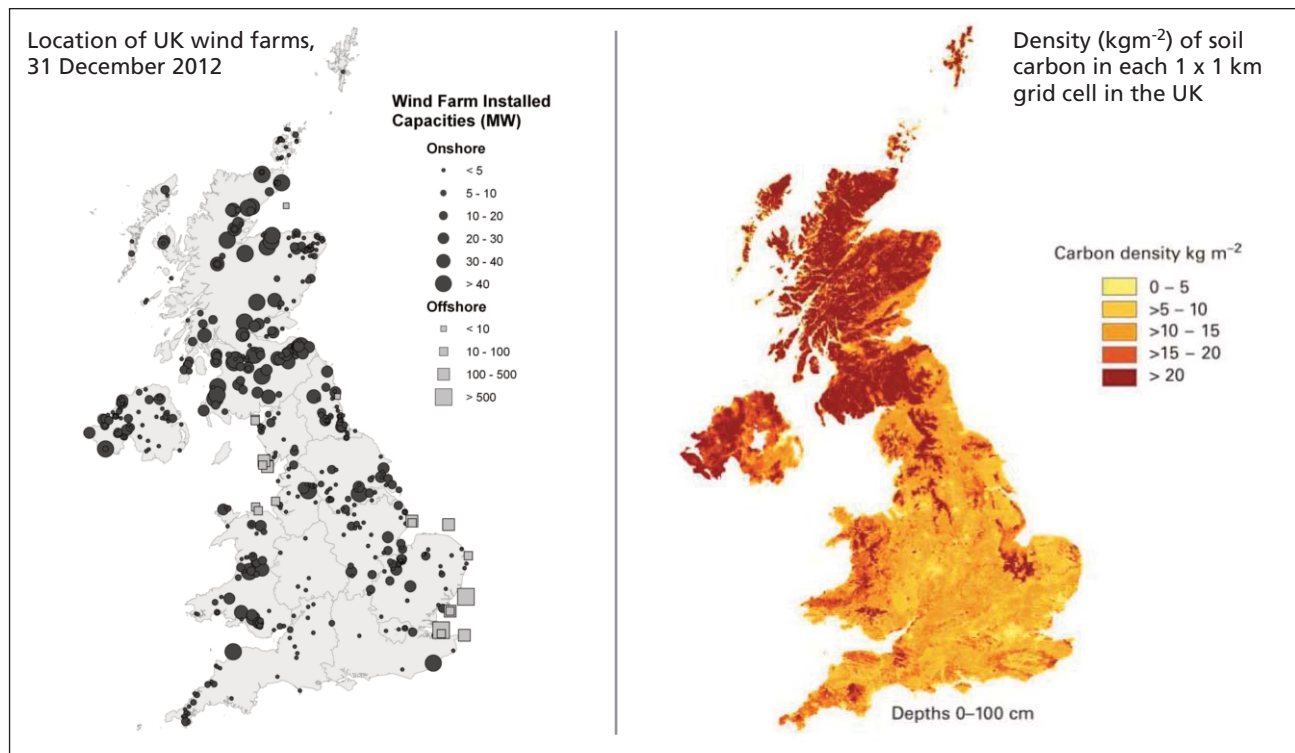 Location of UK wind farms,
31 December 2012
Wind Farm Installed
Capacities (MW)
Onshore
< 5
5 - 10
10 - 20
20 - 30
30 - 40
> 40
Offshore
< 10
10 - 100
100 - 500
> 500
Density (kgm⁻²) of soil
carbon in each 1 x 1 km
grid cell in the UK
Carbon density kg m⁻²
0 – 5
>5 – 10
>10 – 15
>15 – 20
> 20
Depths 0–100 cm